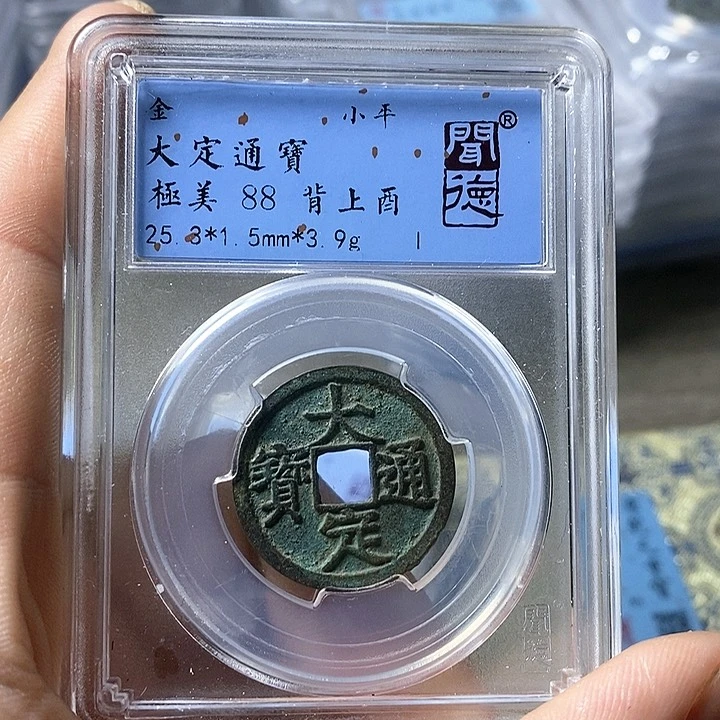 金 小平
大定通寶
極美 88 背上酉
25.3*1.5mm*3.9g
聞德®
大定通寶